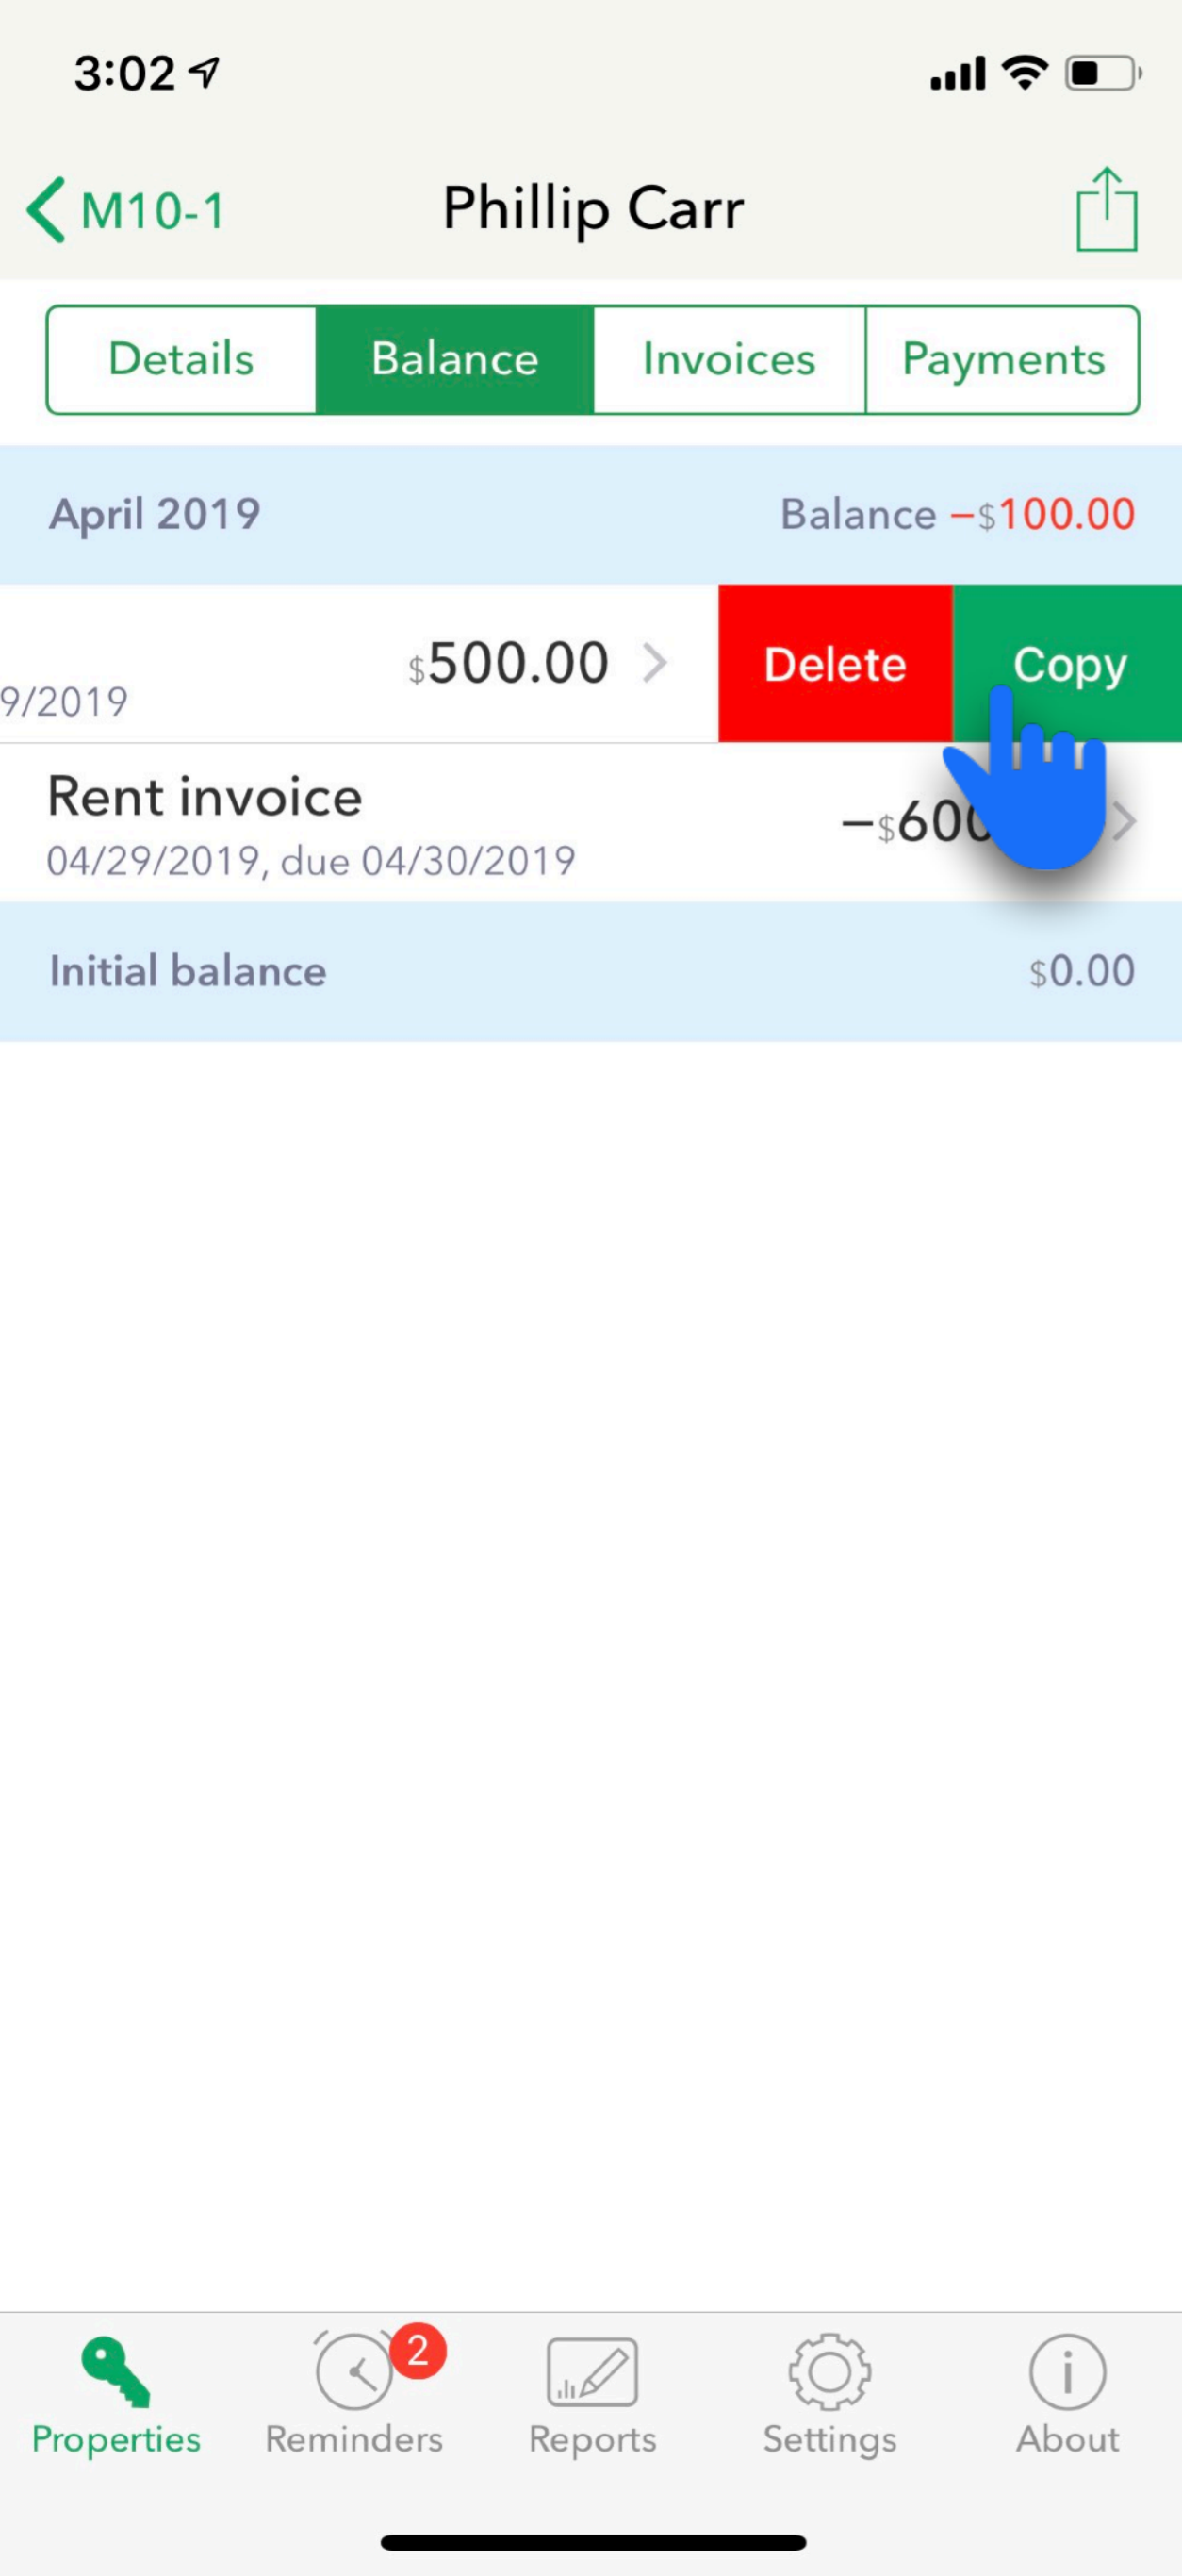 3:02
M10-1
Phillip Carr
Details Balance Invoices Payments
April 2019 Balance –$100.00
$500.00 Delete Copy
9/2019
Rent invoice
04/29/2019, due 04/30/2019
Initial balance $0.00
2
Properties Reminders Reports Settings About